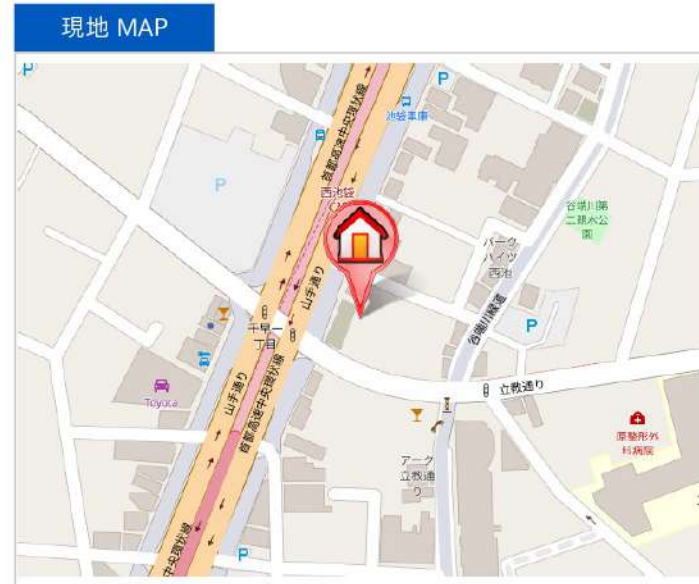 現地 MAP
P
P
首都高速中央環状線
池袋車庫
P
西池袋
山手通り
谷端川第
二親水公
園
パーク
ハイツ
西池
谷端川緑道
P
千早一
丁目
Toyota
山手通り
首都高速中央環状線
立教通り
原整形外
科病院
アーク
立教通
り
P
中央環状線